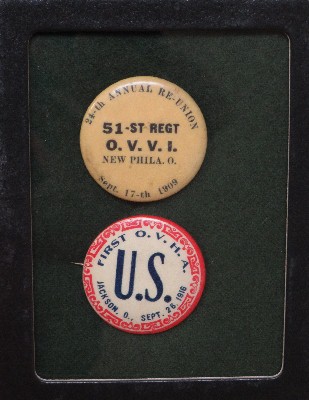 24-th ANNUAL RE-UNION
51-ST REGT
O. V. V. I.
NEW PHILA. O.
Sept. 17-th 1909
FIRST O. V. H. A.
U.S.
JACKSON, O., SEPT. 26, 1916